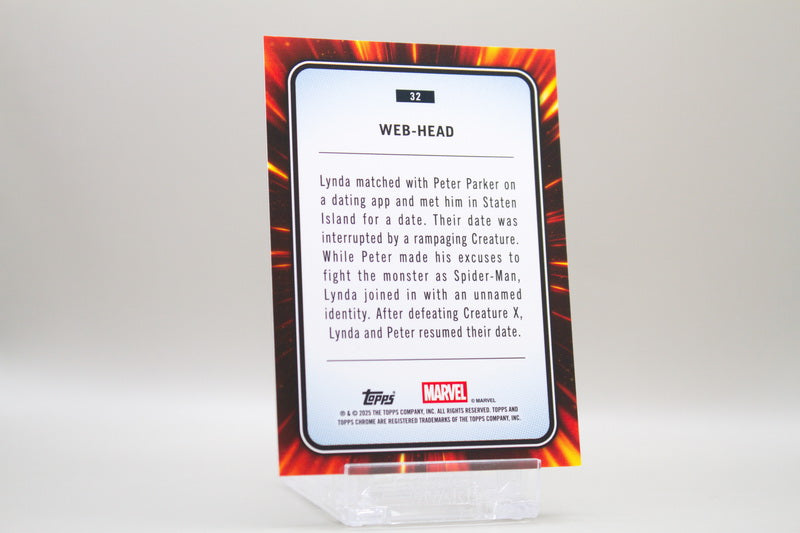 32
WEB-HEAD
Lynda matched with Peter Parker on
a dating app and met him in Staten
Island for a date. Their date was
interrupted by a rampaging Creature.
While Peter made his excuses to
fight the monster as Spider-Man,
Lynda joined in with an unnamed
identity. After defeating Creature X,
Lynda and Peter resumed their date.
Topps MARVEL © MARVEL
® & © 2025 THE TOPPS COMPANY, INC. ALL RIGHTS RESERVED. TOPPS AND
TOPPS CHROME ARE REGISTERED TRADEMARKS OF THE TOPPS COMPANY, INC.